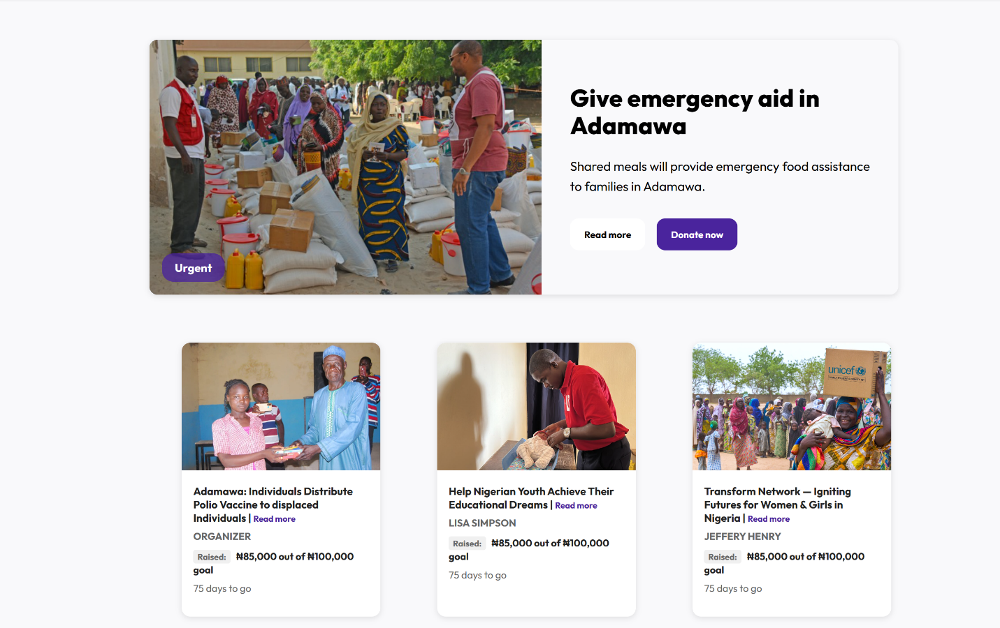 Give emergency aid in
Adamawa
Shared meals will provide emergency food assistance
to families in Adamawa.
Read more
Donate now
Urgent
Adamawa: Individuals Distribute
Polio Vaccine to displaced
Individuals | Read more
ORGANIZER
Raised: ₦85,000 out of ₦100,000
goal
75 days to go
Help Nigerian Youth Achieve Their
Educational Dreams | Read more
LISA SIMPSON
Raised: ₦85,000 out of ₦100,000
goal
75 days to go
unicef
Transform Network — Igniting
Futures for Women & Girls in
Nigeria | Read more
JEFFERY HENRY
Raised: ₦85,000 out of ₦100,000
goal
75 days to go